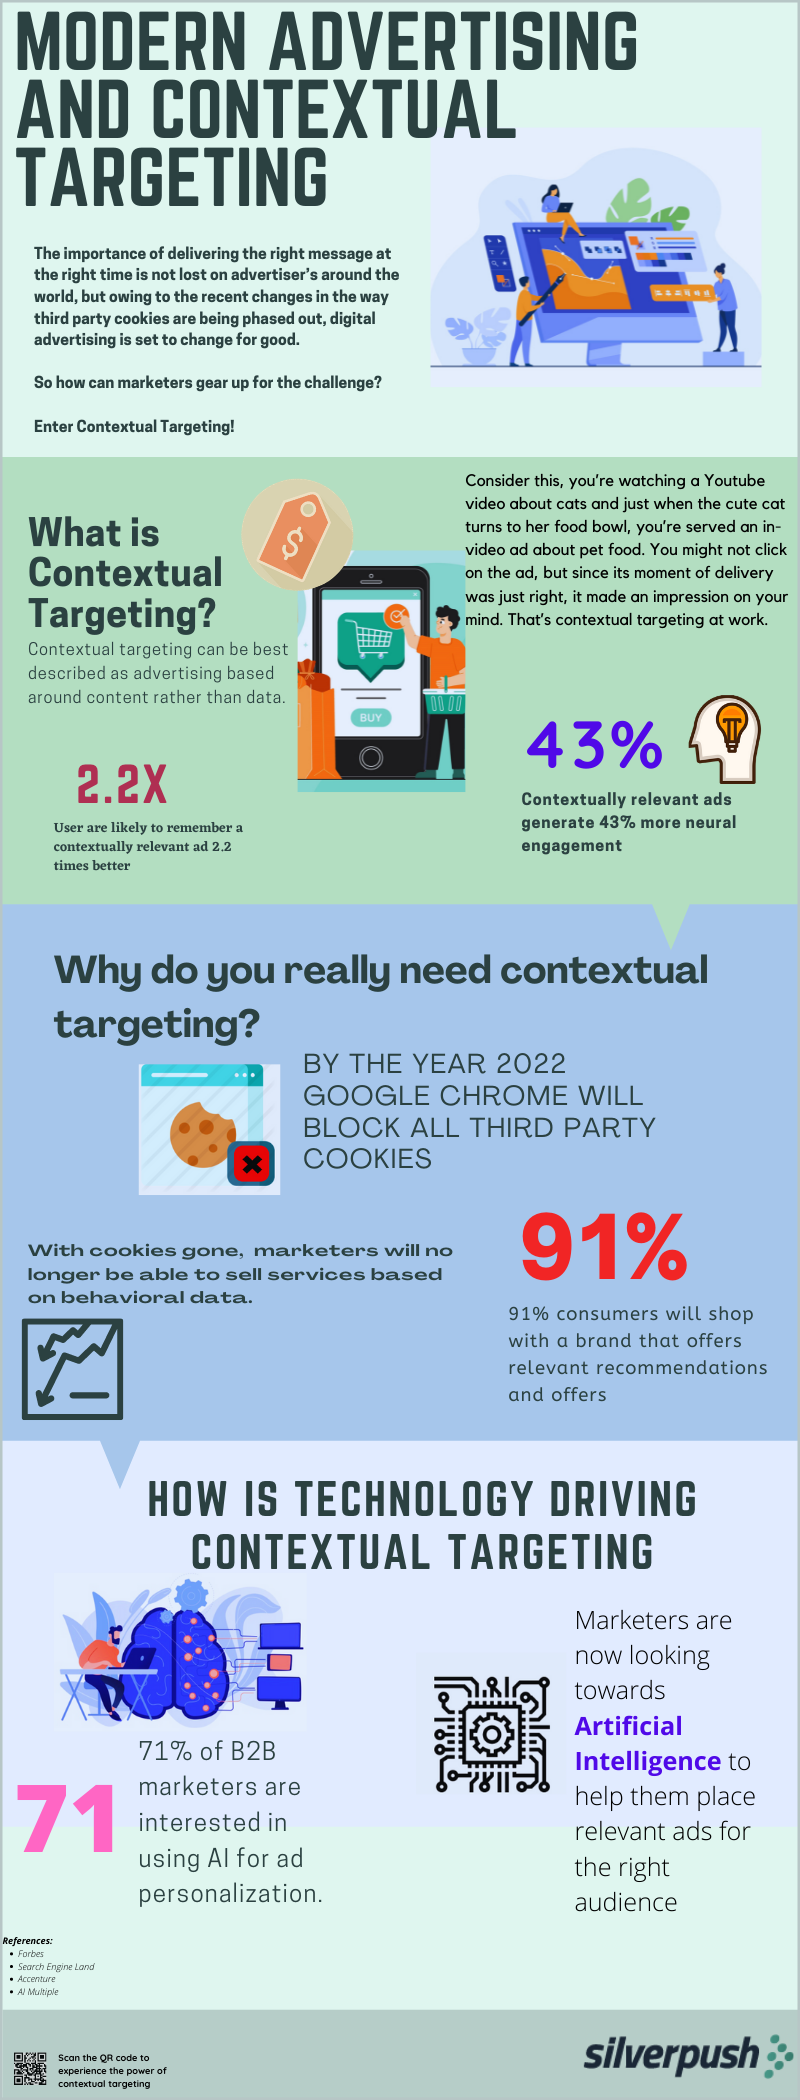 MODERN ADVERTISING
AND CONTEXTUAL
TARGETING
The importance of delivering the right message at
the right time is not lost on advertiser's around the
world, but owing to the recent changes in the way
third party cookies are being phased out, digital
advertising is set to change for good.
So how can marketers gear up for the challenge?
Enter Contextual Targeting!
What is
Contextual
Targeting?
Contextual targeting can be best
described as advertising based
around content rather than data.
$
BUY
Consider this, you're watching a Youtube
video about cats and just when the cute cat
turns to her food bowl, you're served an in-
video ad about pet food. You might not click
on the ad, but since its moment of delivery
was just right, it made an impression on your
mind. That's contextual targeting at work.
2.2X
User are likely to remember a
contextually relevant ad 2.2
times better
43%
Contextually relevant ads
generate 43% more neural
engagement
Why do you really need contextual
targeting?
BY THE YEAR 2022
GOOGLE CHROME WILL
BLOCK ALL THIRD PARTY
COOKIES
With cookies gone, marketers will no
longer be able to sell services based
on behavioral data.
91%
91% consumers will shop
with a brand that offers
relevant recommendations
and offers
HOW IS TECHNOLOGY DRIVING
CONTEXTUAL TARGETING
71
71% of B2B
marketers are
interested in
using AI for ad
personalization.
Marketers are
now looking
towards
Artificial
Intelligence to
help them place
relevant ads for
the right
audience
References:
• Forbes
• Search Engine Land
• Accenture
• AI Multiple
Scan the QR code to
experience the power of
contextual targeting
silverpush